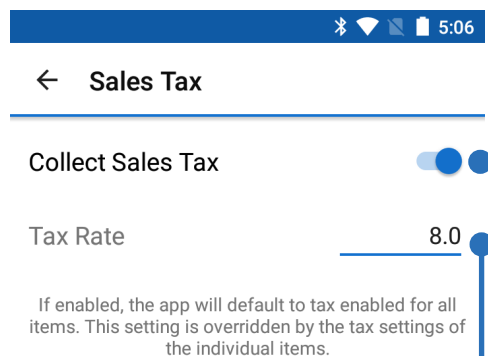 5:06
Sales Tax
Collect Sales Tax
Tax Rate 8.0
If enabled, the app will default to tax enabled for all
items. This setting is overridden by the tax settings of
the individual items.